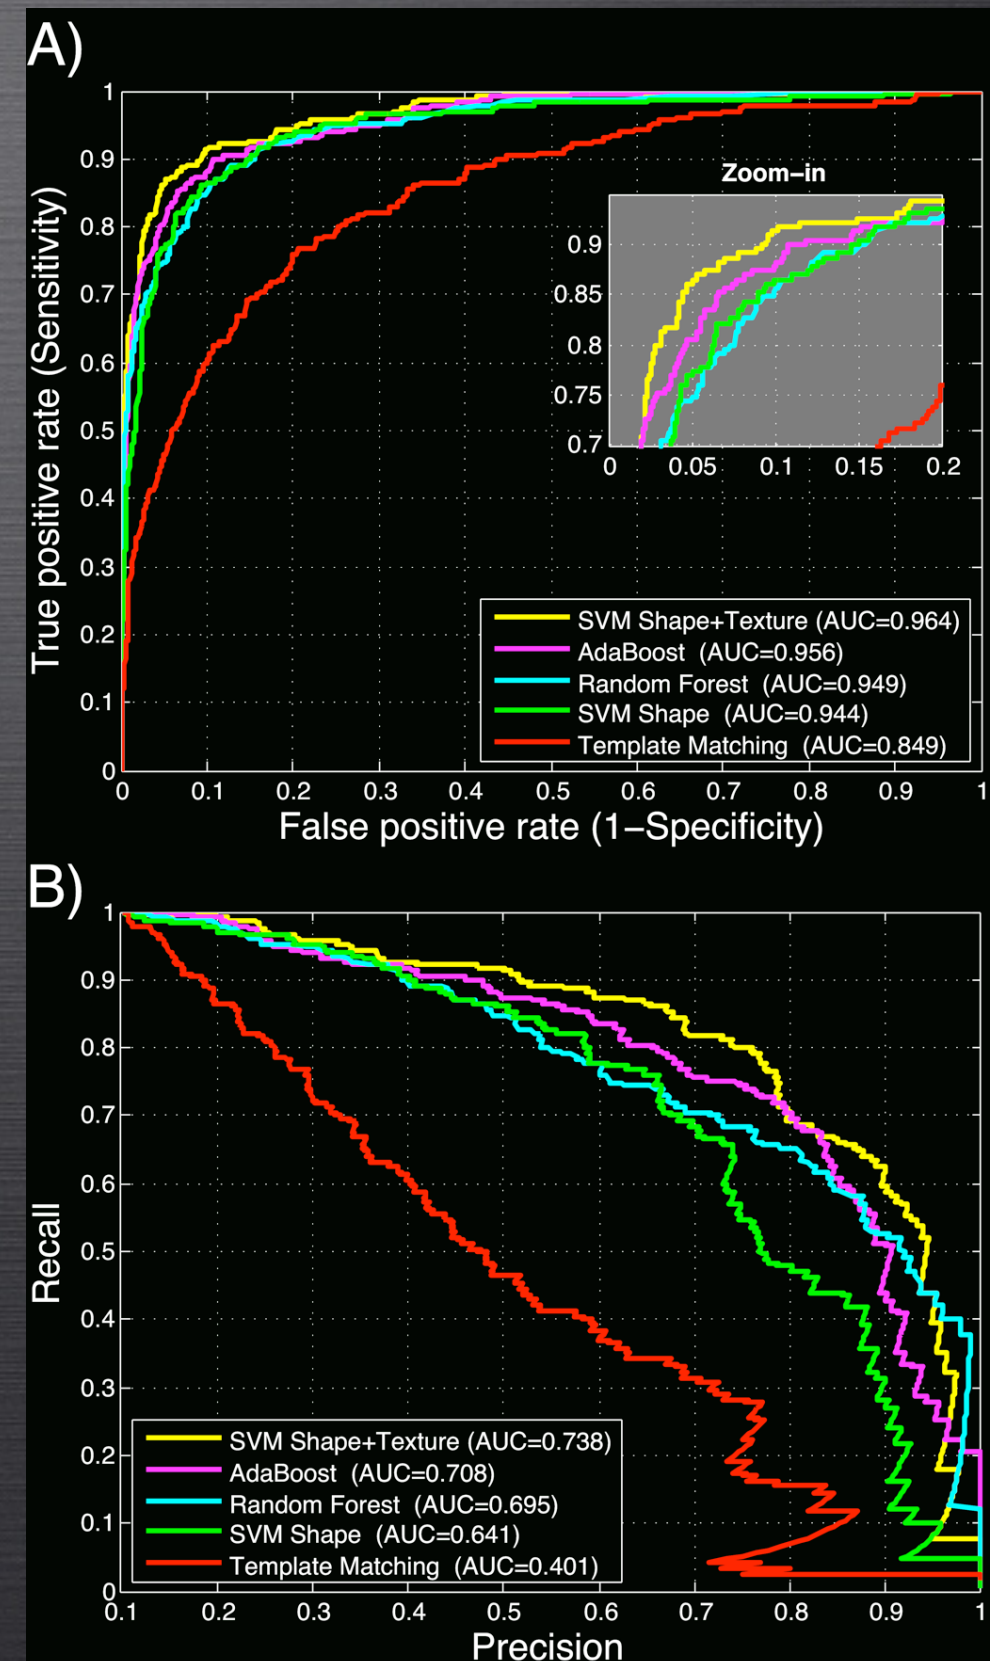 A)
1
0.9
0.8
0.7
0.6
0.5
0.4
0.3
0.2
0.1
0
True positive rate (Sensitivity)
Zoom−in
0.9
0.85
0.8
0.75
0.7
0 0.05 0.1 0.15 0.2
SVM Shape+Texture (AUC=0.964)
AdaBoost (AUC=0.956)
Random Forest (AUC=0.949)
SVM Shape (AUC=0.944)
Template Matching (AUC=0.849)
0 0.1 0.2 0.3 0.4 0.5 0.6 0.7 0.8 0.9 1
False positive rate (1−Specificity)
B)
1
0.9
0.8
0.7
0.6
0.5
0.4
0.3
0.2
0.1
0
Recall
SVM Shape+Texture (AUC=0.738)
AdaBoost (AUC=0.708)
Random Forest (AUC=0.695)
SVM Shape (AUC=0.641)
Template Matching (AUC=0.401)
0.1 0.2 0.3 0.4 0.5 0.6 0.7 0.8 0.9 1
Precision